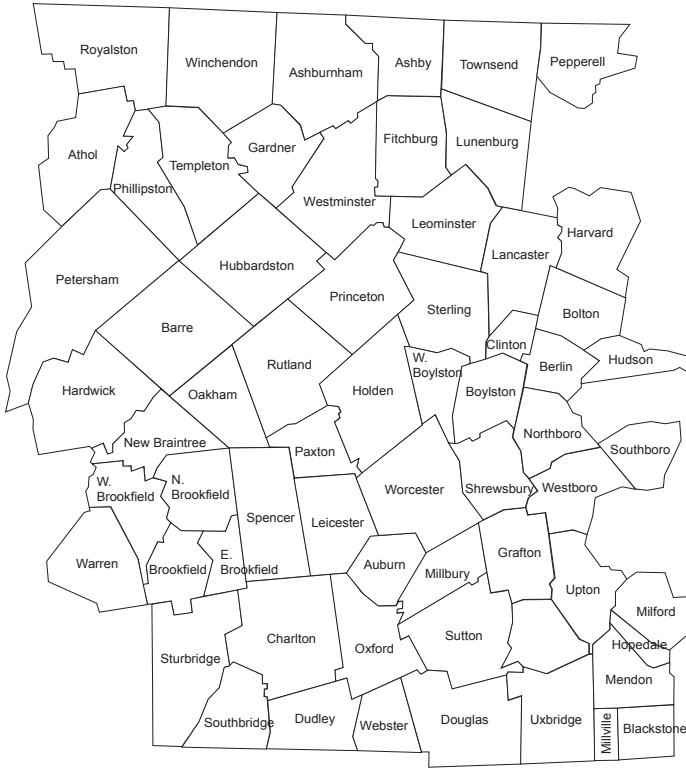 Royalston
Winchendon
Ashburnham
Ashby
Townsend
Pepperell
Athol
Phillipston
Templeton
Gardner
Westminster
Fitchburg
Lunenburg
Petersham
Hubbardston
Princeton
Leominster
Lancaster
Harvard
Barre
Sterling
Bolton
Hardwick
Oakham
Rutland
Holden
W.
Boylston
Clinton
Boylston
Berlin
Hudson
New Braintree
Paxton
Northboro
Southboro
W.
Brookfield
N.
Brookfield
Spencer
Leicester
Worcester
Shrewsbury
Westboro
Warren
Brookfield
E.
Brookfield
Auburn
Millbury
Grafton
Upton
Milford
Hopedale
Sturbridge
Charlton
Oxford
Sutton
Mendon
Southbridge
Dudley
Webster
Douglas
Uxbridge
Millville
Blackstone